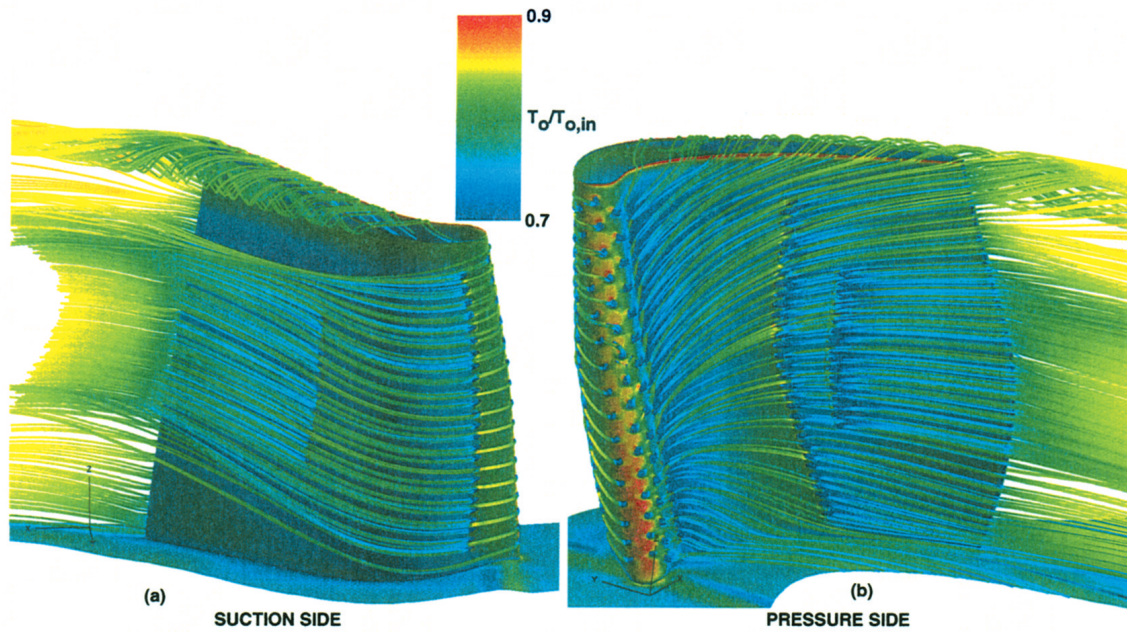 0.9
To/To,in
0.7
z
x
Y
X
(a)
(b)
SUCTION SIDE
PRESSURE SIDE